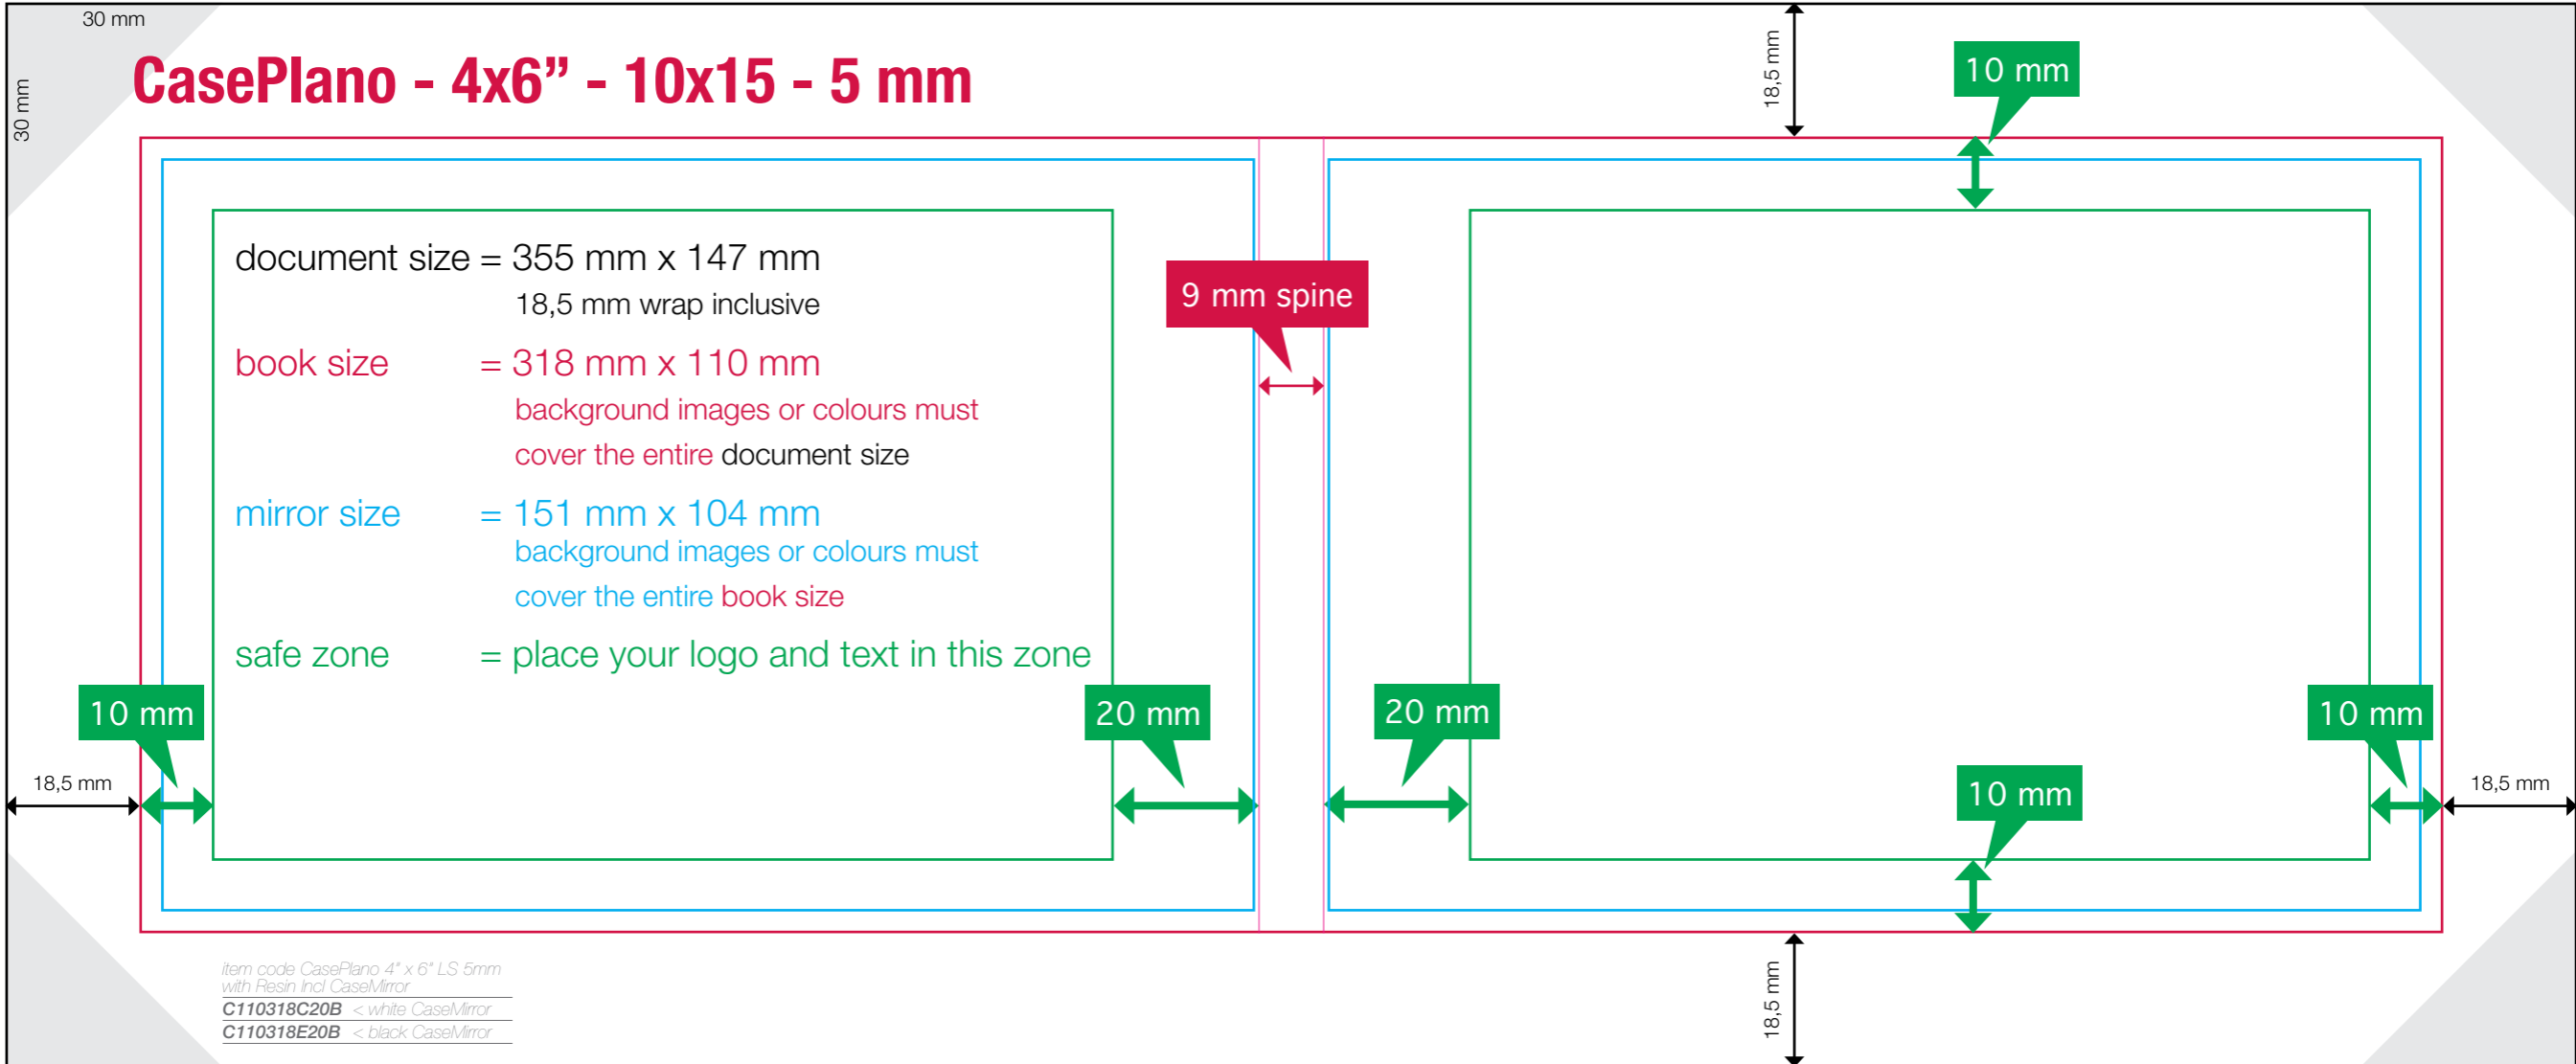 30 mm
30 mm
CasePlano - 4x6” - 10x15 - 5 mm
18,5 mm
10 mm
document size = 355 mm x 147 mm
18,5 mm wrap inclusive
9 mm spine
book size = 318 mm x 110 mm
background images or colours must
cover the entire document size
mirror size = 151 mm x 104 mm
background images or colours must
cover the entire book size
safe zone = place your logo and text in this zone
10 mm
20 mm
20 mm
10 mm
18,5 mm
10 mm
18,5 mm
item code CasePlano 4" x 6" LS 5mm
with Resin Incl CaseMirror
C110318C20B < white CaseMirror
C110318E20B < black CaseMirror
18,5 mm